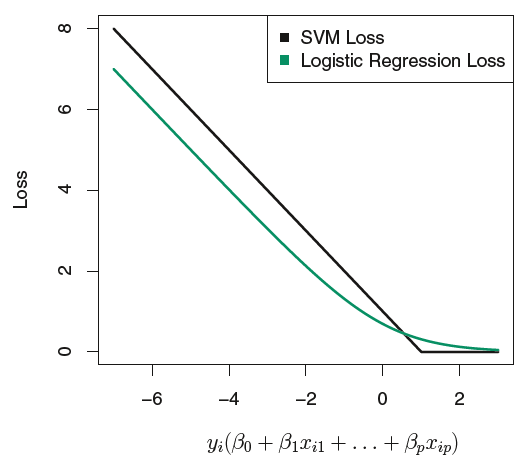 SVM Loss
Logistic Regression Loss
Loss
8
6
4
2
0
−6 −4 −2 0 2
yᵢ(β₀ + β₁xᵢ₁ + . . . + βₚxᵢₚ)